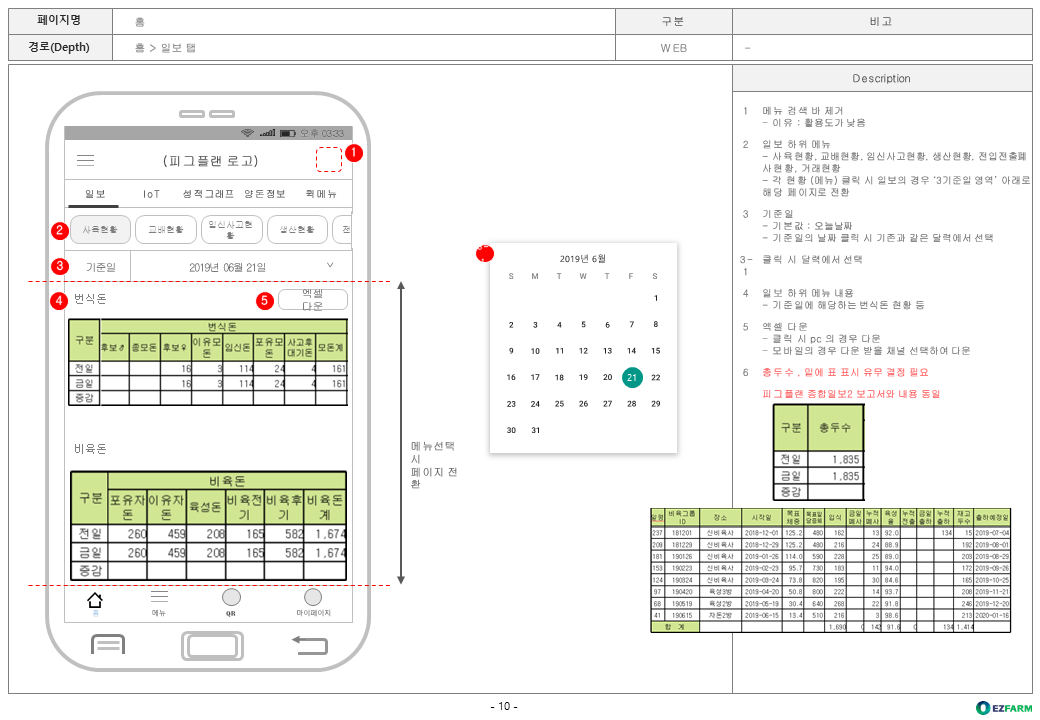 페이지명 홈 구분 비고
경로(Depth) 홈 > 일보 탭 WEB -
Description
오후 03:33
(피그플랜 로고) 1
일보 IoT 성적그래프 양돈정보 퀵메뉴
2 사육현황 교배현황 임신사고현황 생산현황 전
3 기준일 2019년 06월 21일
4 번식돈 5 엑셀 다운
번식돈
구분 후보♂ 종모돈 후보♀ 이유모돈 임신돈 포유모돈 사고후대기돈 모돈계
전일 16 3 114 24 4 161
금일 16 3 114 24 4 161
증감
비육돈
비육돈
구분 포유자돈 이유자돈 육성돈 비육전기 비육후기 비육돈계
전일 260 459 208 165 582 1,674
금일 260 459 208 165 582 1,674
증감
홈 메뉴 QR 마이페이지
메뉴선택
시
페이지 전
환
2019년 6월
S M T W T F S
1
2 3 4 5 6 7 8
9 10 11 12 13 14 15
16 17 18 19 20 21 22
23 24 25 26 27 28 29
30 31
1 메뉴 검색 바 제거
- 이유 : 활용도가 낮음
2 일보 하위 메뉴
- 사육현황, 교배현황, 임신사고현황, 생산현황, 전입전출폐
사현황, 거래현황
- 각 현황 (메뉴) 클릭 시 일보의 경우 ‘3기준일 영역’ 아래로
해당 페이지로 전환
3 기준일
- 기본값 : 오늘날짜
- 기준일의 날짜 클릭 시 기존과 같은 달력에서 선택
3-1 클릭 시 달력에서 선택
4 일보 하위 메뉴 내용
- 기준일에 해당하는 번식돈 현황 등
5 엑셀 다운
- 클릭 시 pc 의 경우 다운
- 모바일의 경우 다운 받을 채널 선택하여 다운
6 총두수 , 밑에 표 표시 유무 결정 필요
피그플랜 종합일보2 보고서와 내용 동일
구분 총두수
전일 1,835
금일 1,835
증감
일령 비육그룹ID 장소 시작일 목표체중 입식 금일폐사 누적폐사 육성율 누적전출 금일출하 누적출하 재고두수 출하예정일
237 181201 신비육사 2018-12-01 125.2 480 162 13 92.0 134 15 2019-07-04
209 181229 신비육사 2018-12-29 125.2 480 216 24 88.9 192 2019-08-01
181 190126 신비육사 2019-01-26 114.3 590 228 25 89.0 203 2019-08-29
153 190223 신비육사 2019-02-23 95.7 730 183 11 94.0 172 2019-09-26
124 190324 신비육사 2019-03-24 73.8 820 195 30 84.6 165 2019-10-25
97 190420 육성3방 2019-04-20 50.8 800 222 14 93.7 208 2019-11-21
68 190519 육성2방 2019-05-19 30.4 640 268 22 91.8 246 2019-12-20
41 190615 자돈2방 2019-06-15 13.4 510 216 3 98.6 213 2020-01-16
합 계 1,690 0 142 91.6 0 134 1,414
- 10 -
EZFARM